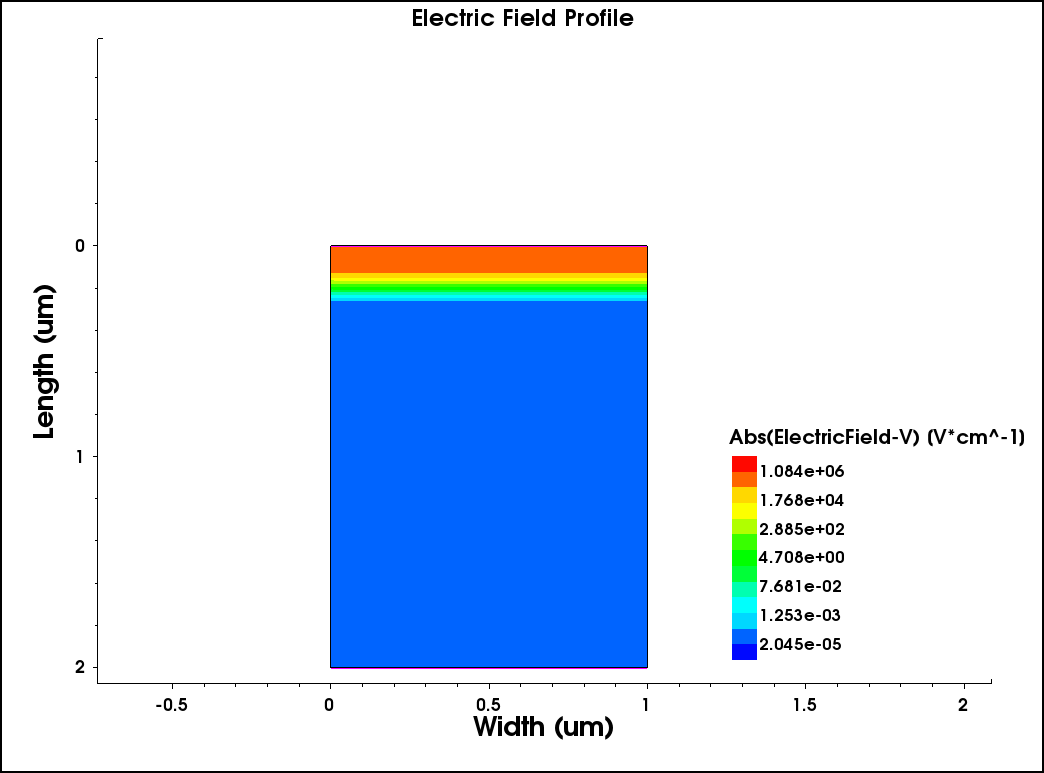 Electric Field Profile
0
1
2
Length (um)
Abs(ElectricField-V) (V*cm^-1)
1.084e+06
1.768e+04
2.885e+02
4.708e+00
7.681e-02
1.253e-03
2.045e-05
-0.5 0 0.5 1 1.5 2
Width (um)